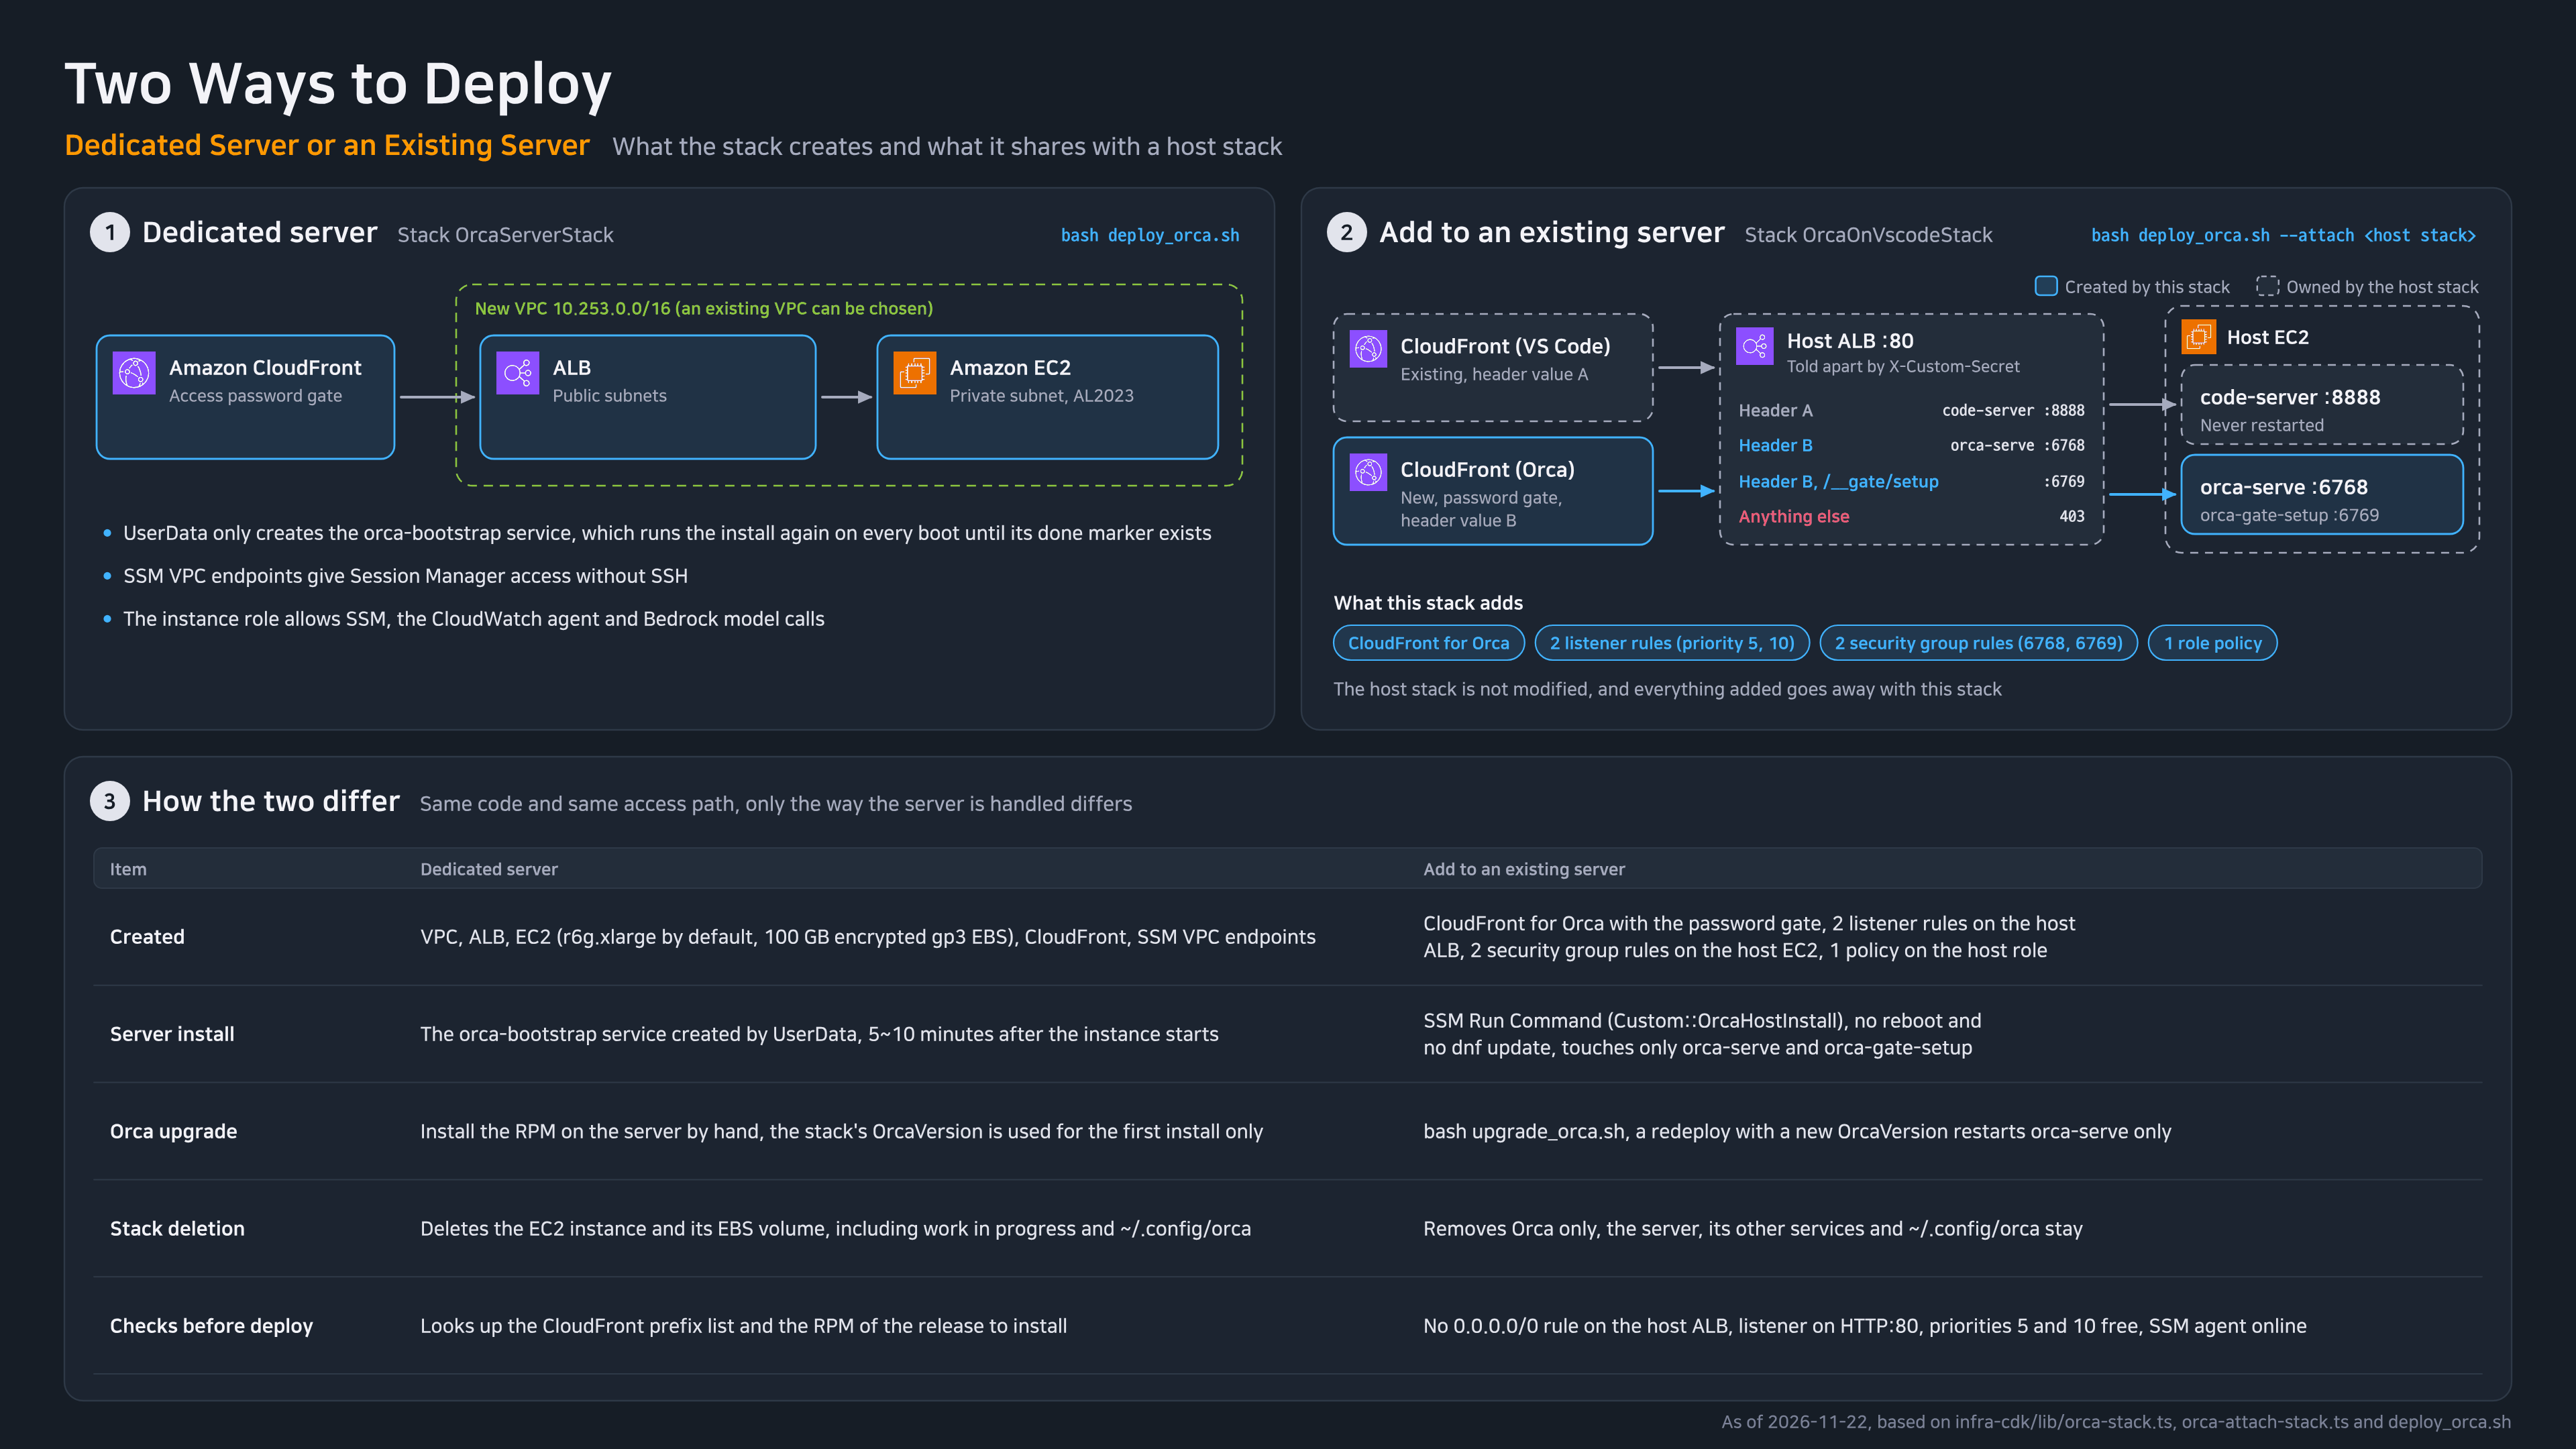 Two Ways to Deploy
Dedicated Server or an Existing Server What the stack creates and what it shares with a host stack
1 Dedicated server Stack OrcaServerStack bash deploy_orca.sh
New VPC 10.253.0.0/16 (an existing VPC can be chosen)
Amazon CloudFront
Access password gate
ALB
Public subnets
Amazon EC2
Private subnet, AL2023
• UserData only creates the orca-bootstrap service, which runs the install again on every boot until its done marker exists
• SSM VPC endpoints give Session Manager access without SSH
• The instance role allows SSM, the CloudWatch agent and Bedrock model calls
2 Add to an existing server Stack OrcaOnVscodeStack bash deploy_orca.sh --attach <host stack>
Created by this stack Owned by the host stack
CloudFront (VS Code)
Existing, header value A
CloudFront (Orca)
New, password gate,
header value B
Host ALB :80
Told apart by X-Custom-Secret
Header A code-server :8888
Header B orca-serve :6768
Header B, /__gate/setup :6769
Anything else 403
Host EC2
code-server :8888
Never restarted
orca-serve :6768
orca-gate-setup :6769
What this stack adds
CloudFront for Orca 2 listener rules (priority 5, 10) 2 security group rules (6768, 6769) 1 role policy
The host stack is not modified, and everything added goes away with this stack
3 How the two differ Same code and same access path, only the way the server is handled differs
Item Dedicated server Add to an existing server
Created VPC, ALB, EC2 (r6g.xlarge by default, 100 GB encrypted gp3 EBS), CloudFront, SSM VPC endpoints
CloudFront for Orca with the password gate, 2 listener rules on the host
ALB, 2 security group rules on the host EC2, 1 policy on the host role
Server install The orca-bootstrap service created by UserData, 5~10 minutes after the instance starts
SSM Run Command (Custom::OrcaHostInstall), no reboot and
no dnf update, touches only orca-serve and orca-gate-setup
Orca upgrade Install the RPM on the server by hand, the stack's OrcaVersion is used for the first install only
bash upgrade_orca.sh, a redeploy with a new OrcaVersion restarts orca-serve only
Stack deletion Deletes the EC2 instance and its EBS volume, including work in progress and ~/.config/orca
Removes Orca only, the server, its other services and ~/.config/orca stay
Checks before deploy Looks up the CloudFront prefix list and the RPM of the release to install
No 0.0.0.0/0 rule on the host ALB, listener on HTTP:80, priorities 5 and 10 free, SSM agent online
As of 2026-11-22, based on infra-cdk/lib/orca-stack.ts, orca-attach-stack.ts and deploy_orca.sh